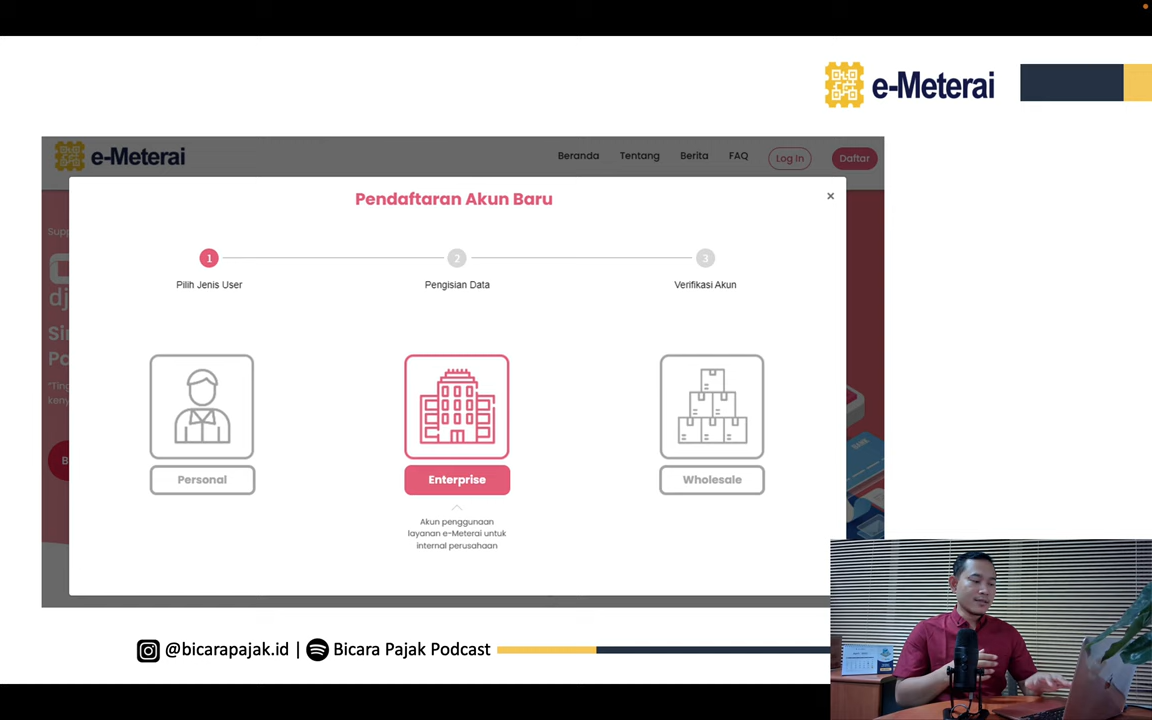 e-Meterai
e-Meterai
Beranda
Tentang
Berita
FAQ
Log In
Daftar
Pendaftaran Akun Baru
×
1
2
3
Pilih Jenis User
Pengisian Data
Verifikasi Akun
Personal
Enterprise
Wholesale
Akun penggunaan
layanan e-Meterai untuk
internal perusahaan
@bicarapajak.id | Bicara Pajak Podcast